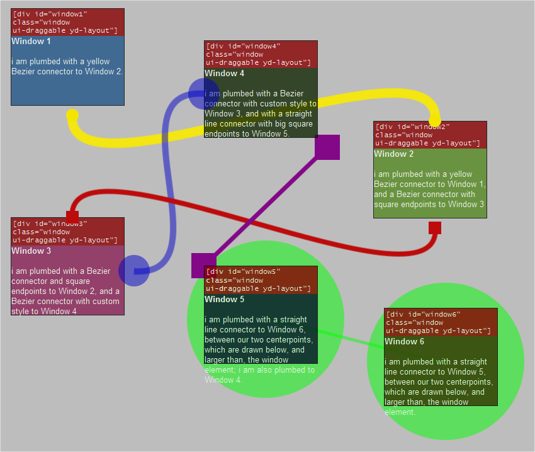 [div id="window1"
class="window
ui-draggable yd-layout"]
Window 1
i am plumbed with a yellow
Bezier connector to Window 2.
[div id="window4"
class="window
ui-draggable yd-layout"]
Window 4
i am plumbed with a Bezier
connector with custom style to
Window 3, and with a straight
line connector with big square
endpoints to Window 5.
[div id="window2"
class="window
ui-draggable yd-layout"]
Window 2
i am plumbed with a yellow
Bezier connector to Window 1,
and a Bezier connector with
square endpoints to Window 3
[div id="window3"
class="window
ui-draggable yd-layout"]
Window 3
i am plumbed with a Bezier
connector and square
endpoints to Window 2, and a
Bezier connector with custom
style to Window 4
[div id="window5"
class="window
ui-draggable yd-layout"]
Window 5
i am plumbed with a straight
line connector to Window 6,
between our two centerpoints,
which are drawn below, and
larger than, the window
element. i am also plumbed to
Window 4.
[div id="window6"
class="window
ui-draggable yd-layout"]
Window 6
i am plumbed with a straight
line connector to Window 5,
between our two centerpoints,
which are drawn below, and
larger than, the window
element.